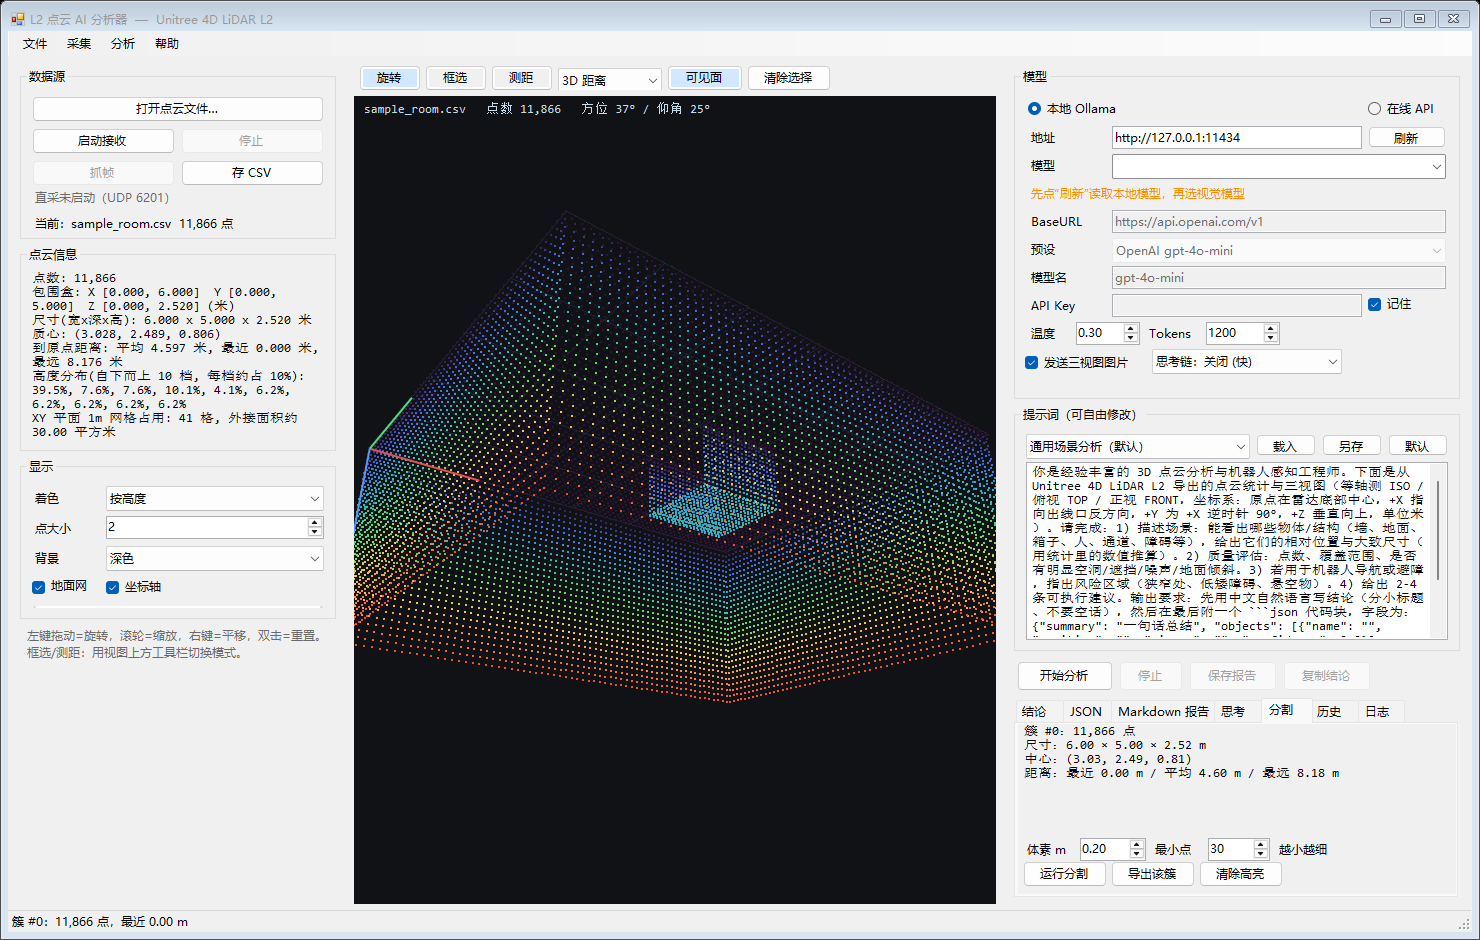 L2 点云 AI 分析器 — Unitree 4D LiDAR L2
文件 采集 分析 帮助
数据源
打开点云文件...
启动接收 停止
抓帧 存 CSV
直采未启动（UDP 6201）
当前：sample_room.csv 11,866 点
点云信息
点数: 11,866
包围盒: X [0.000, 6.000] Y [0.000,
5.000] Z [0.000, 2.520] (米)
尺寸(宽x深x高): 6.000 x 5.000 x 2.520 米
质心: (3.028, 2.489, 0.806)
到原点距离: 平均 4.597 米, 最近 0.000 米,
最远 8.176 米
高度分布(自下而上 10 档, 每档约占 10%):
39.5%, 7.6%, 7.6%, 10.1%, 4.1%, 6.2%,
6.2%, 6.2%, 6.2%, 6.2%
XY 平面 1m 网格占用: 41 格, 外接面积约
30.00 平方米
显示
着色 按高度
点大小 2
背景 深色
地面网 坐标轴
左键拖动=旋转，滚轮=缩放，右键=平移，双击=重置。
框选/测距：用视图上方工具栏切换模式。
旋转 框选 测距 3D 距离 可见面 清除选择
sample_room.csv 点数 11,866 方位 37° / 仰角 25°
模型
本地 Ollama 在线 API
地址 http://127.0.0.1:11434 刷新
模型
先点“刷新”读取本地模型，再选视觉模型
BaseURL https://api.openai.com/v1
预设 OpenAI gpt-4o-mini
模型名 gpt-4o-mini
API Key 记住
温度 0.30 Tokens 1200
发送三视图图片 思考链：关闭 (快)
提示词（可自由修改）
通用场景分析（默认） 载入 另存 默认
你是经验丰富的 3D 点云分析与机器人感知工程师。下面是从
Unitree 4D LiDAR L2 导出的点云统计与三视图（等轴测 ISO /
俯视 TOP / 正视 FRONT，坐标系：原点在雷达底部中心，+X 指
向出线口反方向，+Y 为 +X 逆时针 90°，+Z 垂直向上，单位米
）。请完成：1) 描述场景：能看出哪些物体/结构（墙、地面、
箱子、人、通道、障碍等），给出它们的相对位置与大致尺寸（
用统计里的数值推算）。2) 质量评估：点数、覆盖范围、是否
有明显空洞/遮挡/噪声/地面倾斜。3) 若用于机器人导航或避障
，指出风险区域（狭窄处、低矮障碍、悬空物）。4) 给出 2-4
条可执行建议。输出要求：先用中文自然语言写结论（分小标题
、不要空话），然后在最后附一个 ```json 代码块，字段为：
{"summary": "一句话总结", "objects": [{"name": "",
开始分析 停止 保存报告 复制结论
结论 JSON Markdown 报告 思考 分割 历史 日志
簇 #0: 11,866 点
尺寸: 6.00 × 5.00 × 2.52 m
中心: (3.03, 2.49, 0.81)
距离: 最近 0.00 m / 平均 4.60 m / 最远 8.18 m
体素 m 0.20 最小点 30 越小越细
运行分割 导出该簇 清除高亮
簇 #0：11,866 点，最近 0.00 m